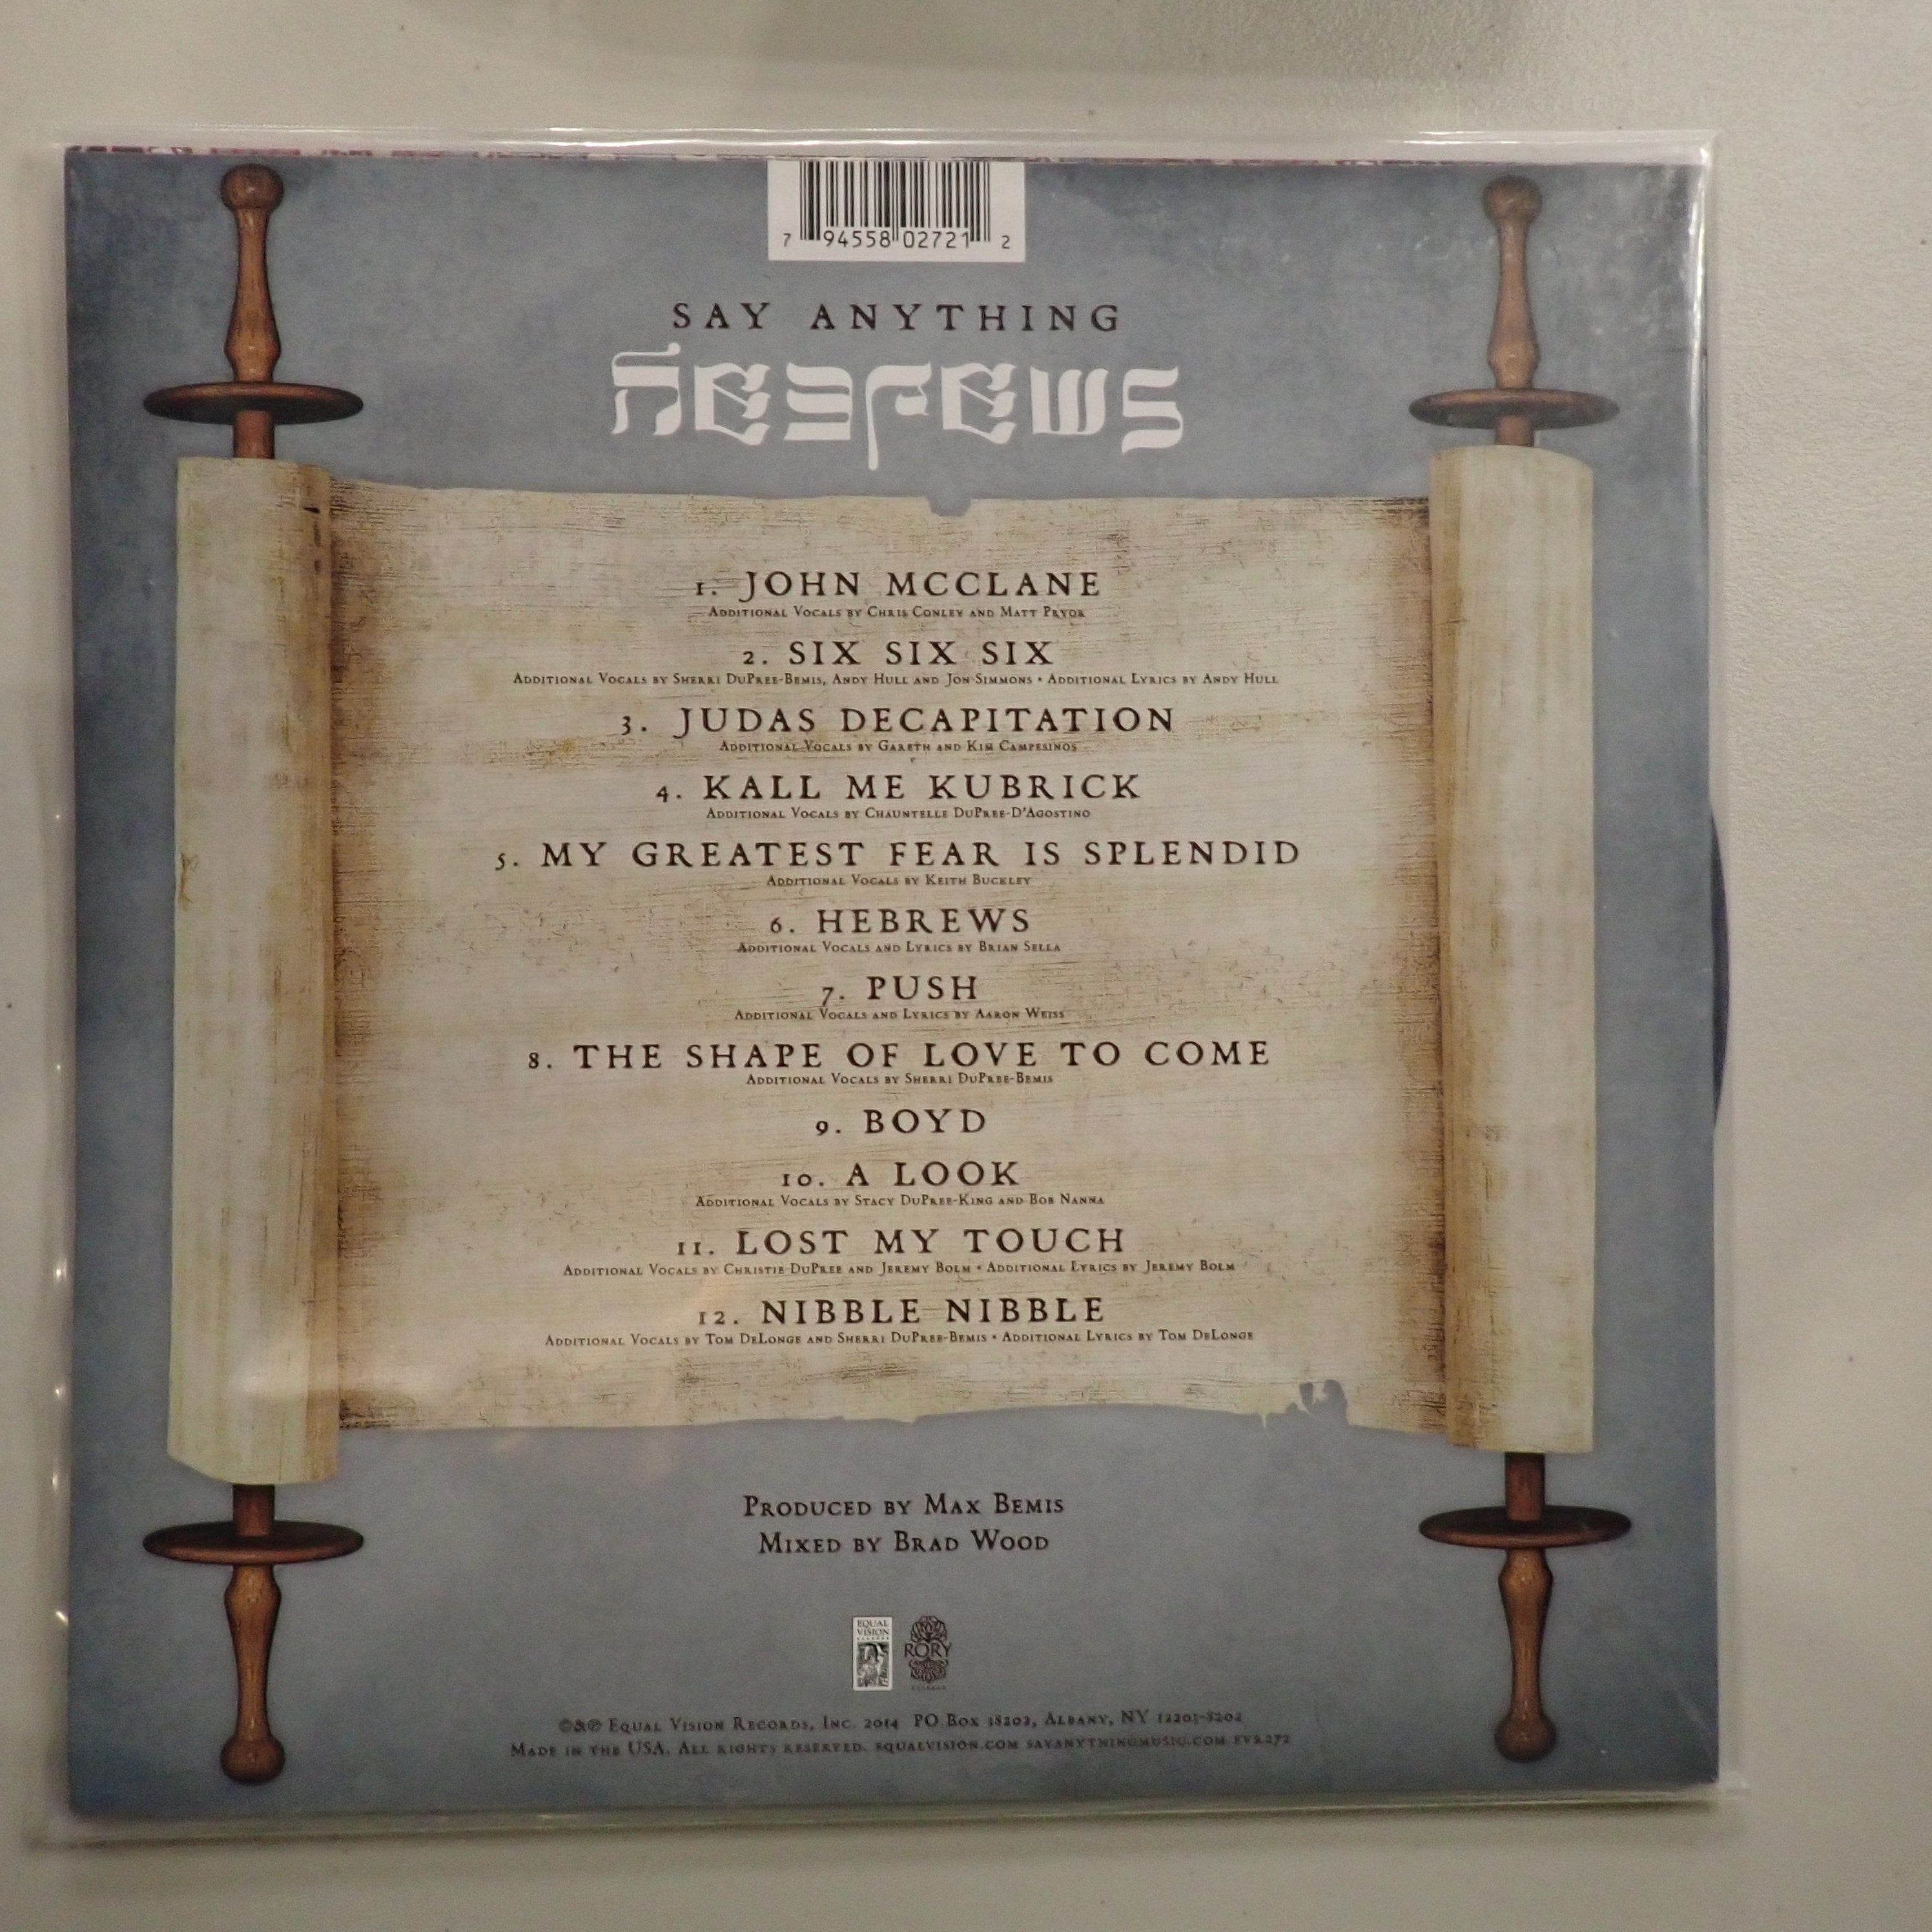 7 94558 02721 2
SAY ANYTHING
HEBREWS
1. JOHN MCCLANE
ADDITIONAL VOCALS BY CHRIS CONLEY AND MATT PRYOR
2. SIX SIX SIX
ADDITIONAL VOCALS BY SHERRI DUPREE-BEMIS, ANDY HULL AND JON SIMMONS • ADDITIONAL LYRICS BY ANDY HULL
3. JUDAS DECAPITATION
ADDITIONAL VOCALS BY GARETH AND KIM CAMPESINOS
4. KALL ME KUBRICK
ADDITIONAL VOCALS BY CHAUNTELLE DUPREE-D'AGOSTINO
5. MY GREATEST FEAR IS SPLENDID
ADDITIONAL VOCALS BY KEITH BUCKLEY
6. HEBREWS
ADDITIONAL VOCALS AND LYRICS BY BRIAN SELLA
7. PUSH
ADDITIONAL VOCALS AND LYRICS BY AARON WEISS
8. THE SHAPE OF LOVE TO COME
ADDITIONAL VOCALS BY SHERRI DUPREE-BEMIS
9. BOYD
10. A LOOK
ADDITIONAL VOCALS BY STACY DUPREE-KING AND BOB NANNA
11. LOST MY TOUCH
ADDITIONAL VOCALS BY CHRISTIE DUPREE AND JEREMY BOLM • ADDITIONAL LYRICS BY JEREMY BOLM
12. NIBBLE NIBBLE
ADDITIONAL VOCALS BY TOM DELONGE AND SHERRI DUPREE-BEMIS • ADDITIONAL LYRICS BY TOM DELONGE
PRODUCED BY MAX BEMIS
MIXED BY BRAD WOOD
EQUAL VISION RECORDS
RORY RECORDS
©&℗ EQUAL VISION RECORDS, INC. 2014 PO BOX 38202, ALBANY, NY 12203-8202
MADE IN THE USA. ALL RIGHTS RESERVED. EQUALVISION.COM SAYANYTHINGMUSIC.COM EVR272